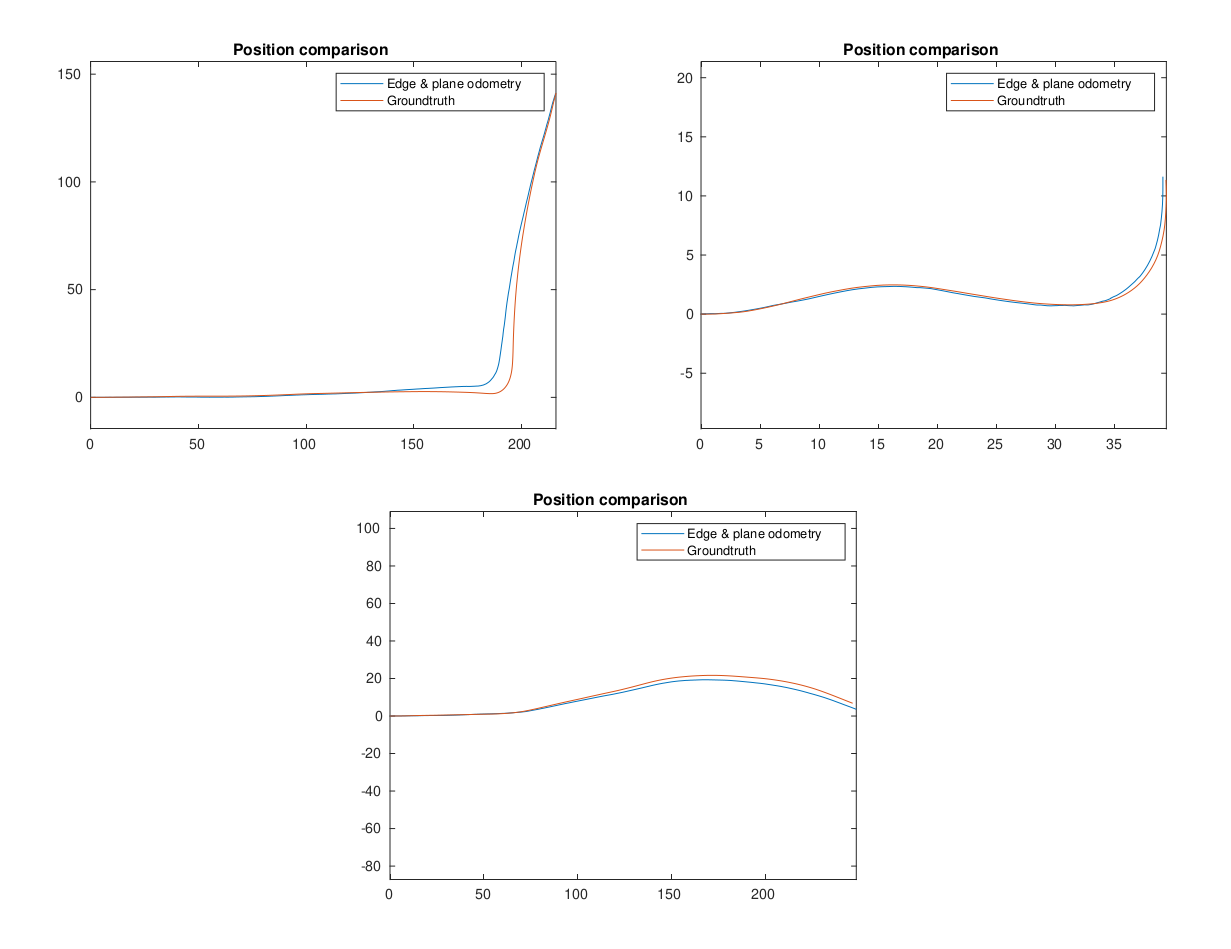 Position comparison
150
100
50
0
0 50 100 150 200
Edge & plane odometry
Groundtruth
Position comparison
20
15
10
5
0
-5
0 5 10 15 20 25 30 35
Edge & plane odometry
Groundtruth
Position comparison
100
80
60
40
20
0
-20
-40
-60
-80
0 50 100 150 200
Edge & plane odometry
Groundtruth